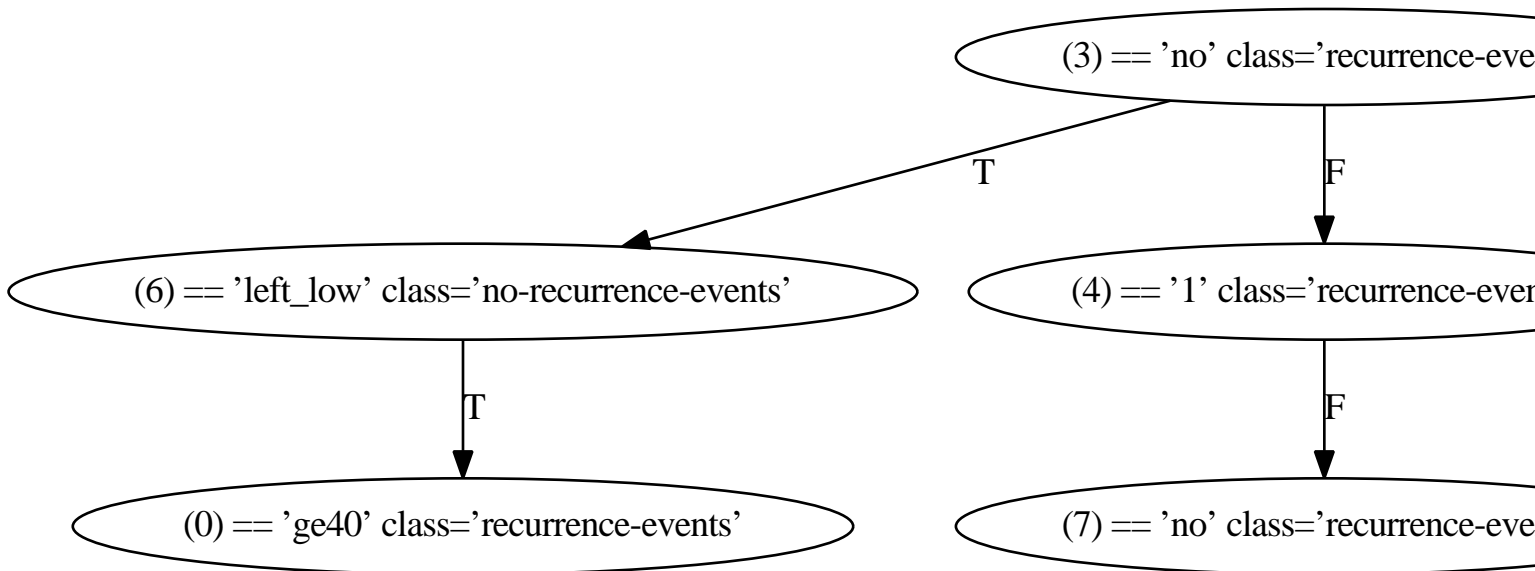 (3) == ’no’ class=’recurrence-eve
T
F
(6) == ’left_low’ class=’no-recurrence-events’
(4) == ’1’ class=’recurrence-even
T
F
(0) == ’ge40’ class=’recurrence-events’
(7) == ’no’ class=’recurrence-eve